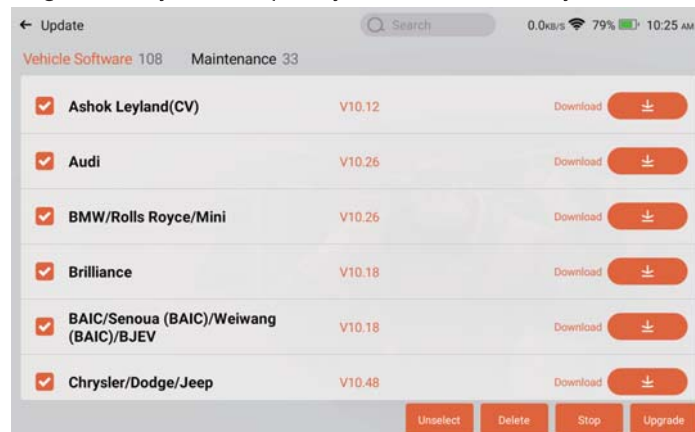 ← Update Search 0.0KB/S 79% 10:25 AM
Vehicle Software 108 Maintenance 33
Ashok Leyland(CV) V10.12 Download
Audi V10.26 Download
BMW/Rolls Royce/Mini V10.26 Download
Brilliance V10.18 Download
BAIC/Senoua (BAIC)/Weiwang
(BAIC)/BJEV V10.18 Download
Chrysler/Dodge/Jeep V10.48 Download
Unselect Delete Stop Upgrade